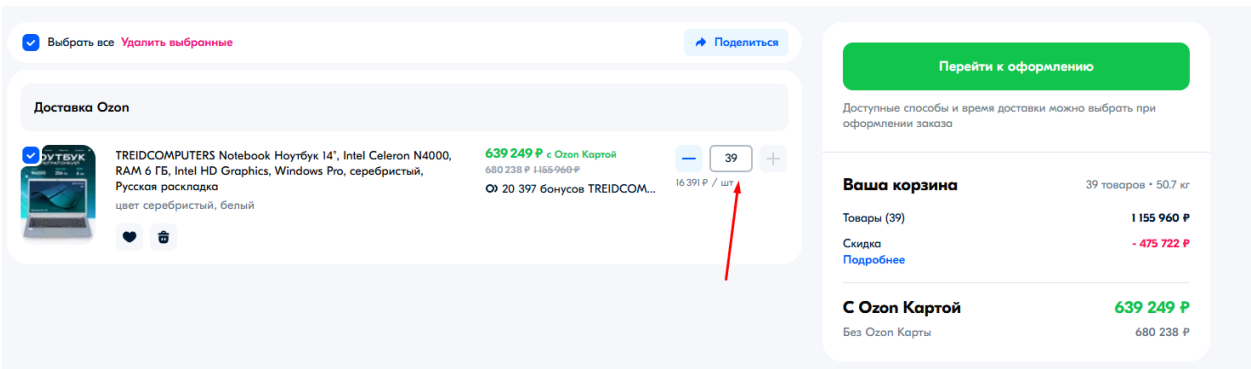 Выбрать все Удалить выбранные
Поделиться
Доставка Ozon
НОУТБУК
TREIDCOMPUTERS Notebook Ноутбук 14", Intel Celeron N4000,
RAM 6 ГБ, Intel HD Graphics, Windows Pro, серебристый,
Русская раскладка
цвет серебристый, белый
639 249 ₽ с Ozon Картой
680 238 ₽ 1 155 960 ₽
20 397 бонусов TREIDCOM...
39
16 391 ₽ / шт
Перейти к оформлению
Доступные способы и время доставки можно выбрать при
оформлении заказа
Ваша корзина 39 товаров • 50.7 кг
Товары (39) 1 155 960 ₽
Скидка - 475 722 ₽
Подробнее
С Ozon Картой 639 249 ₽
Без Ozon Карты 680 238 ₽